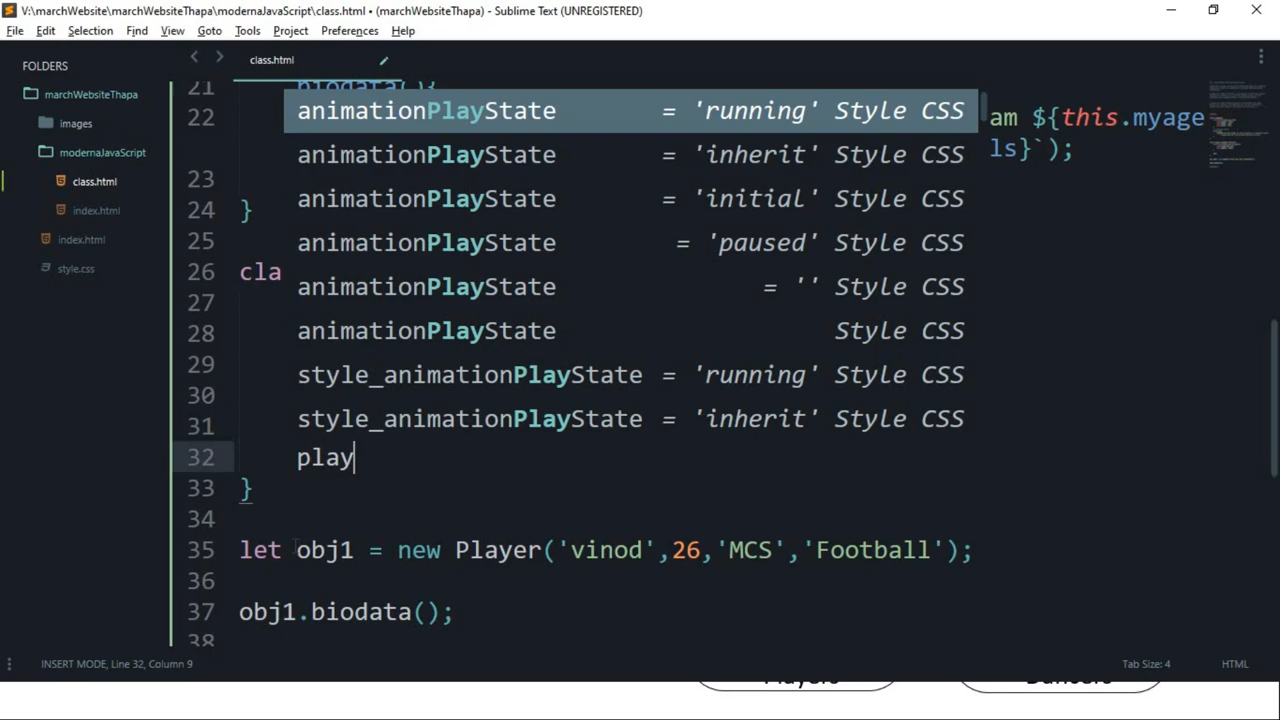 V:\marchWebsiteThapa\modernaJavaScript\class.html • (marchWebsiteThapa) - Sublime Text (UNREGISTERED)
File Edit Selection Find View Goto Tools Project Preferences Help
FOLDERS
marchWebsiteThapa
images
modernaJavaScript
class.html
index.html
index.html
style.css
class.html
21 biodata(){
22 am ${this.myage
ls}`);
23
24 }
25
26 cla
27
28
29
30
31
animationPlayState = 'running' Style CSS
animationPlayState = 'inherit' Style CSS
animationPlayState = 'initial' Style CSS
animationPlayState = 'paused' Style CSS
animationPlayState = '' Style CSS
animationPlayState Style CSS
style_animationPlayState = 'running' Style CSS
style_animationPlayState = 'inherit' Style CSS
32 play
33 }
34
35 let obj1 = new Player('vinod',26,'MCS','Football');
36
37 obj1.biodata();
38
INSERT MODE, Line 32, Column 9 Tab Size: 4 HTML
Players Dancers